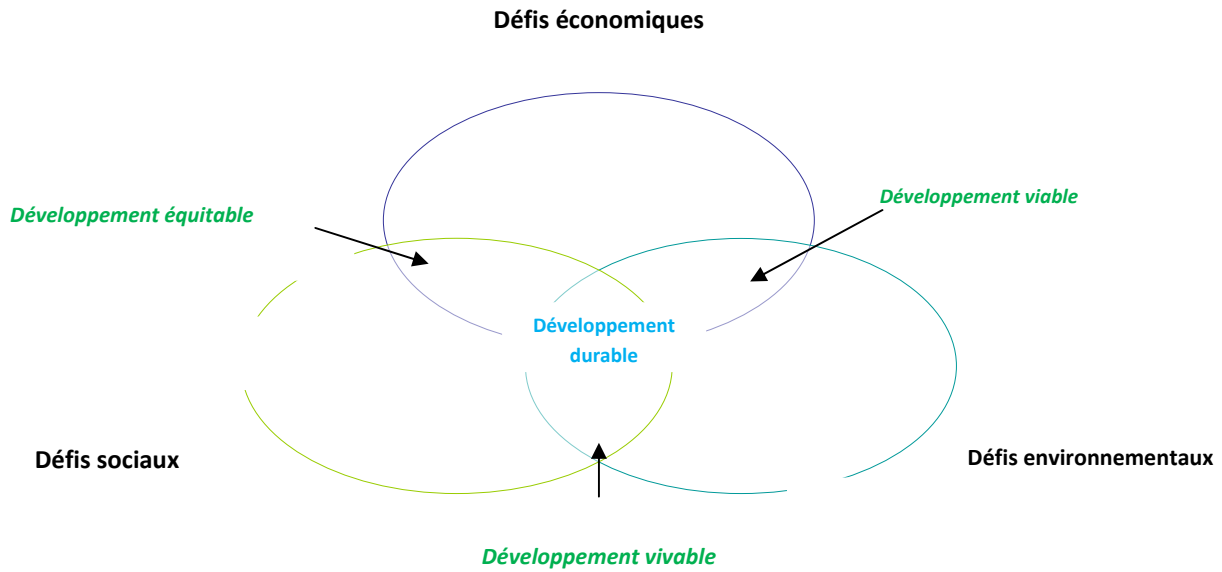 Défis économiques
Développement équitable
Développement viable
Développement
durable
Défis sociaux
Défis environnementaux
Développement vivable